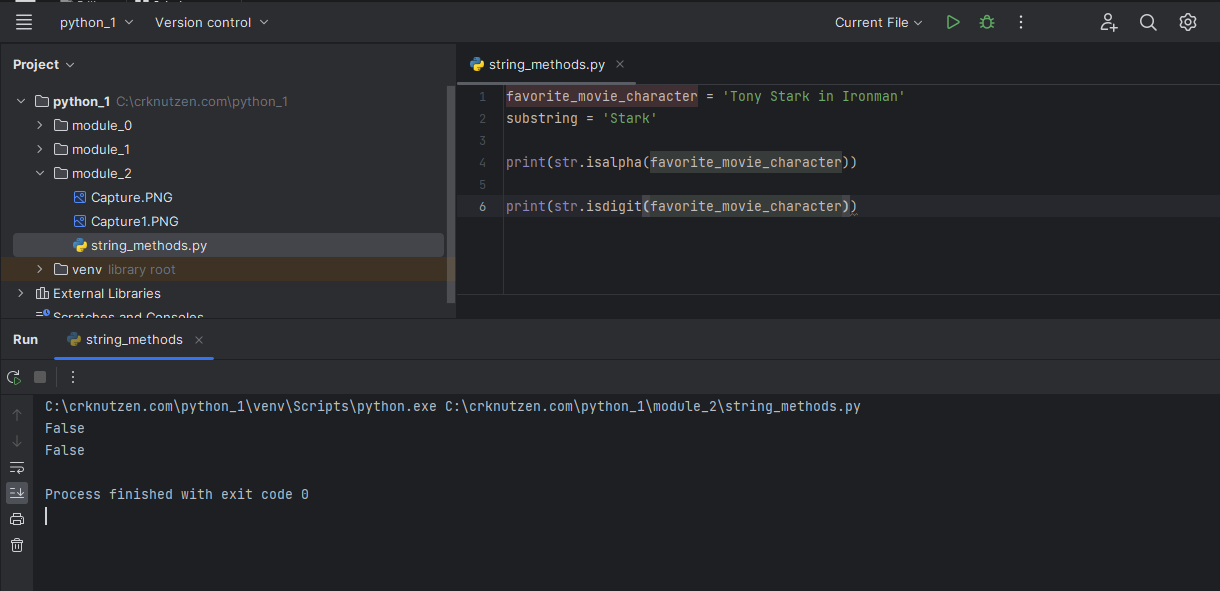 python_1 Version control Current File
Project
string_methods.py
python_1 C:\crknutzen.com\python_1
module_0
module_1
module_2
Capture.PNG
Capture1.PNG
string_methods.py
venv library root
External Libraries
Scratches and Consoles
1 favorite_movie_character = 'Tony Stark in Ironman'
2 substring = 'Stark'
3
4 print(str.isalpha(favorite_movie_character))
5
6 print(str.isdigit(favorite_movie_character))
Run string_methods
C:\crknutzen.com\python_1\venv\Scripts\python.exe C:\crknutzen.com\python_1\module_2\string_methods.py
False
False
Process finished with exit code 0